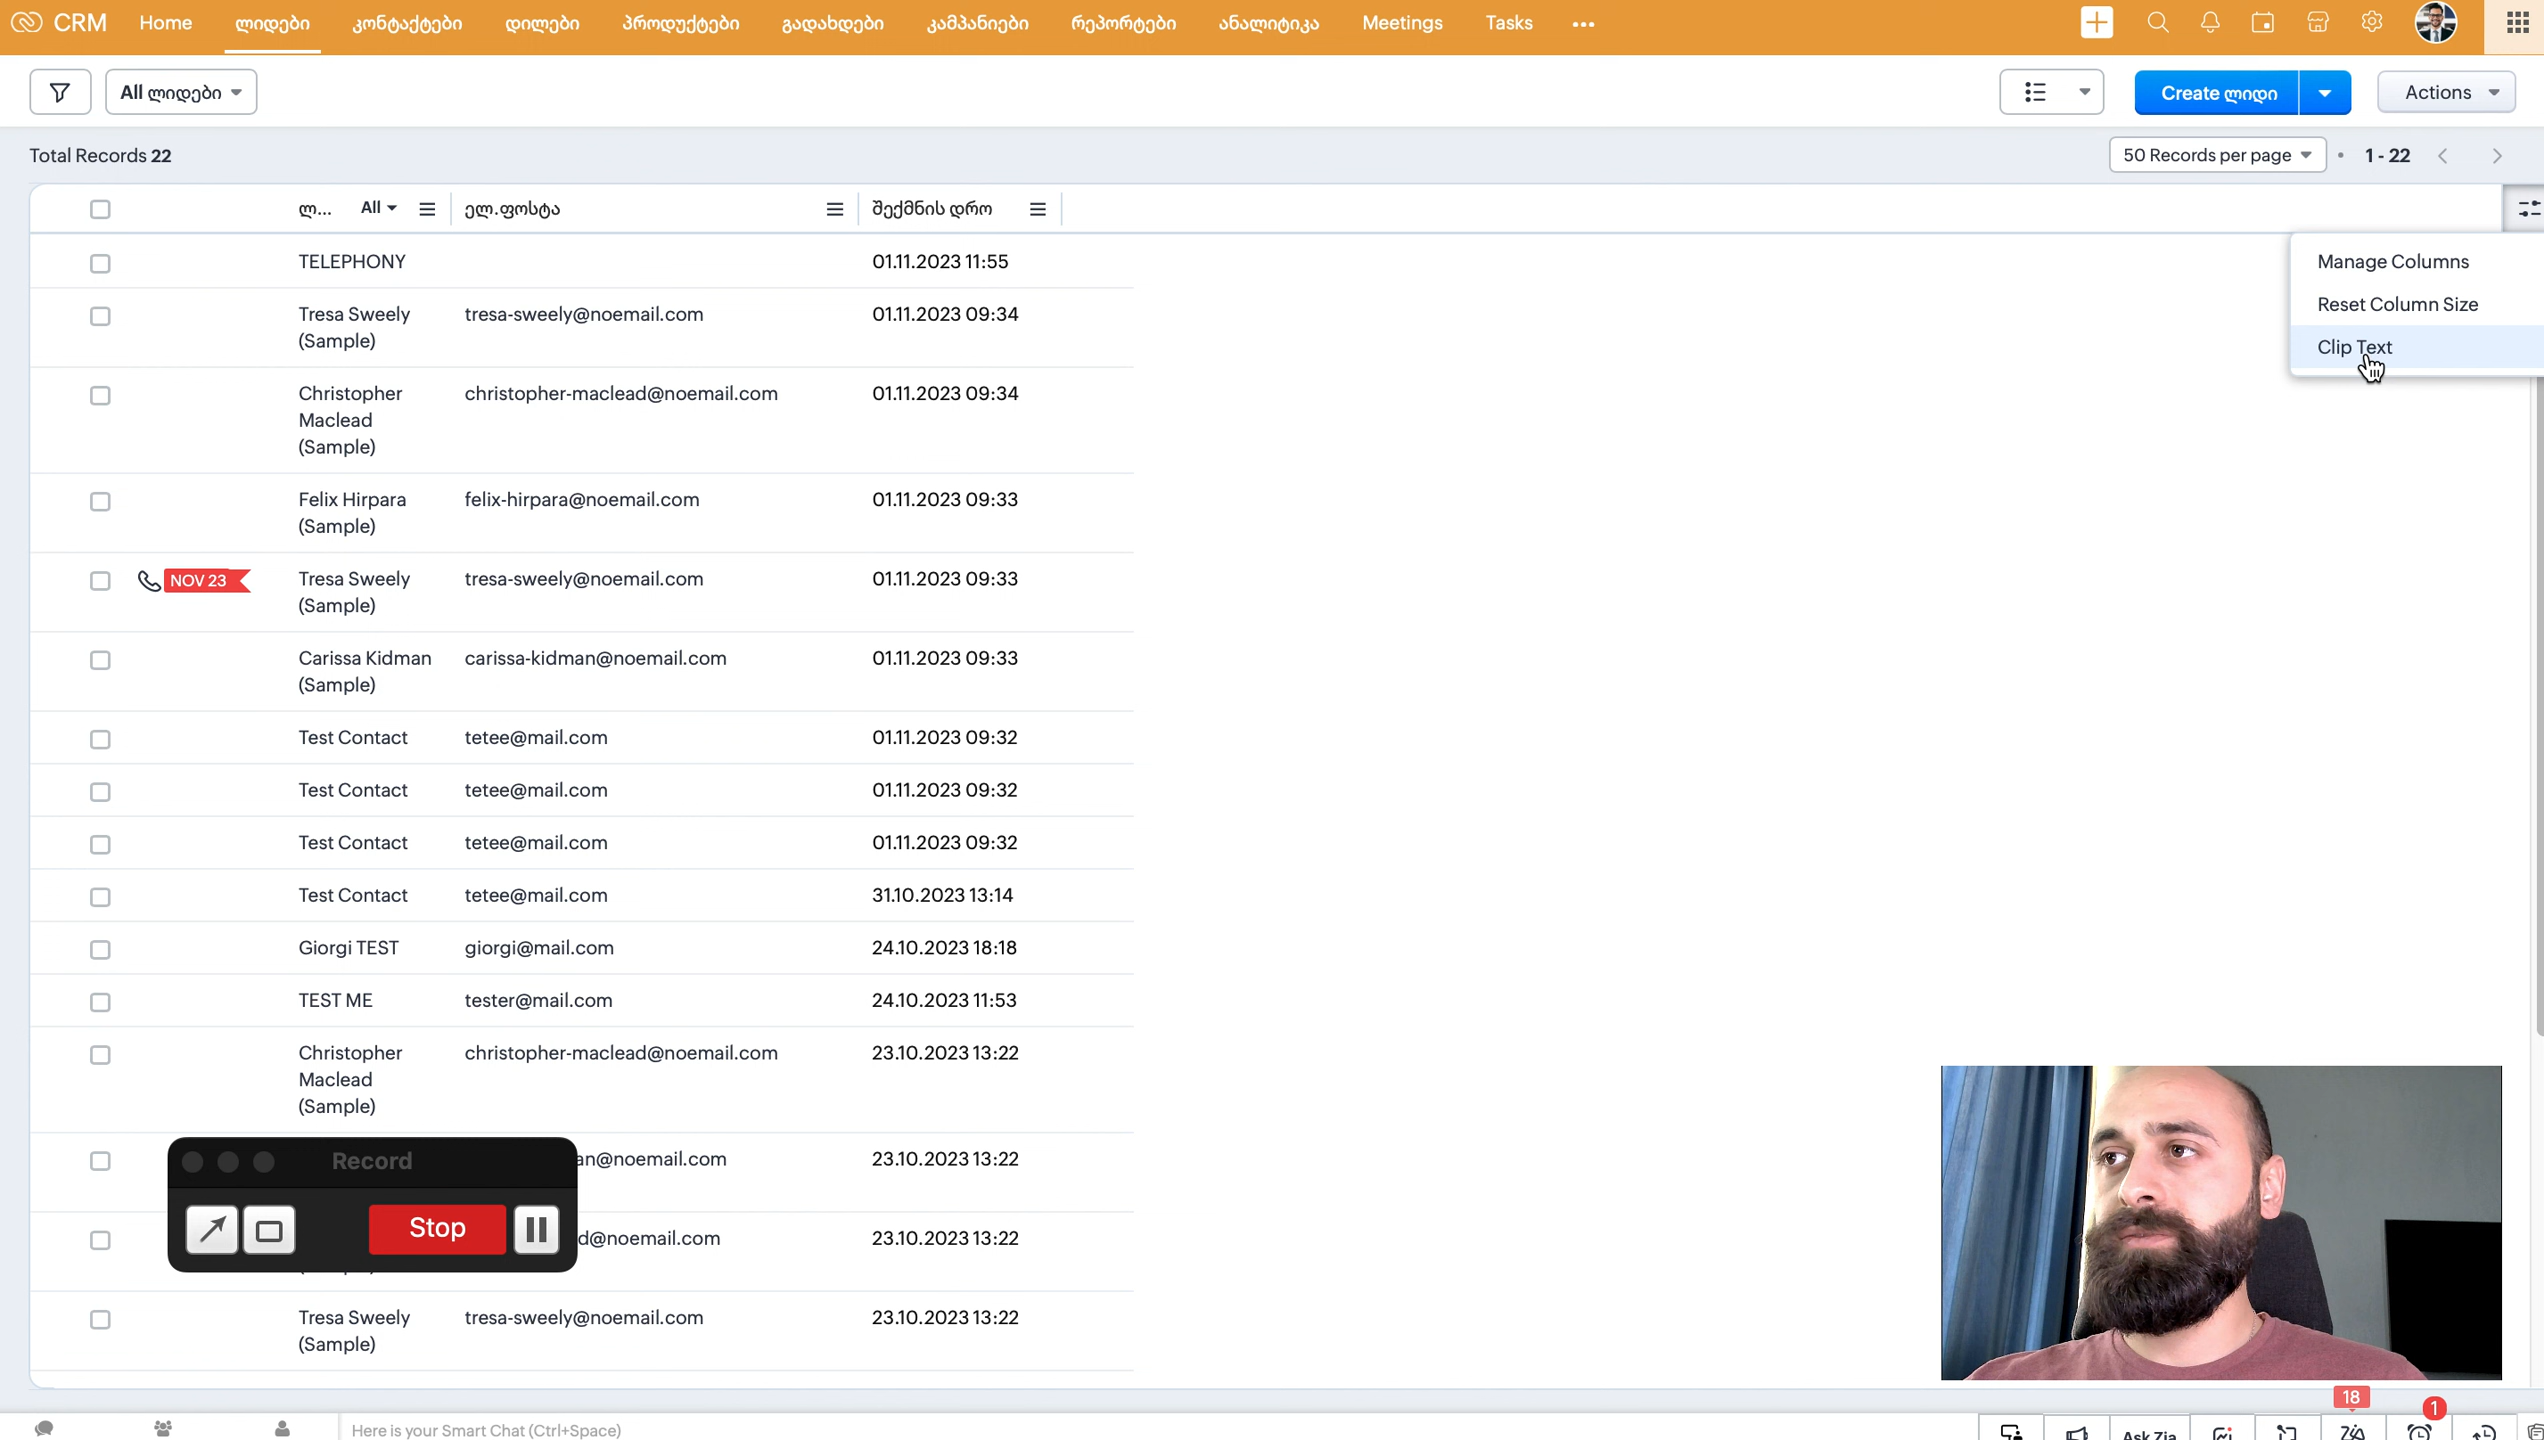 CRM Home ლიდები კონტაქტები დილები პროდუქტები გადახდები კამპანიები რეპორტები ანალიტიკა Meetings Tasks
All ლიდები Create ლიდი Actions
Total Records 22 50 Records per page • 1 - 22
ლ... All ელ.ფოსტა შექმნის დრო
TELEPHONY 01.11.2023 11:55
Manage Columns
Reset Column Size
Clip Text
Tresa Sweely tresa-sweely@noemail.com 01.11.2023 09:34
(Sample)
Christopher christopher-maclead@noemail.com 01.11.2023 09:34
Maclead
(Sample)
Felix Hirpara felix-hirpara@noemail.com 01.11.2023 09:33
(Sample)
NOV 23 Tresa Sweely tresa-sweely@noemail.com 01.11.2023 09:33
(Sample)
Carissa Kidman carissa-kidman@noemail.com 01.11.2023 09:33
(Sample)
Test Contact tetee@mail.com 01.11.2023 09:32
Test Contact tetee@mail.com 01.11.2023 09:32
Test Contact tetee@mail.com 01.11.2023 09:32
Test Contact tetee@mail.com 31.10.2023 13:14
Giorgi TEST giorgi@mail.com 24.10.2023 18:18
TEST ME tester@mail.com 24.10.2023 11:53
Christopher christopher-maclead@noemail.com 23.10.2023 13:22
Maclead
(Sample)
Record an@noemail.com 23.10.2023 13:22
Stop d@noemail.com 23.10.2023 13:22
Tresa Sweely tresa-sweely@noemail.com 23.10.2023 13:22
(Sample)
18
1
Here is your Smart Chat (Ctrl+Space) Ask Zia